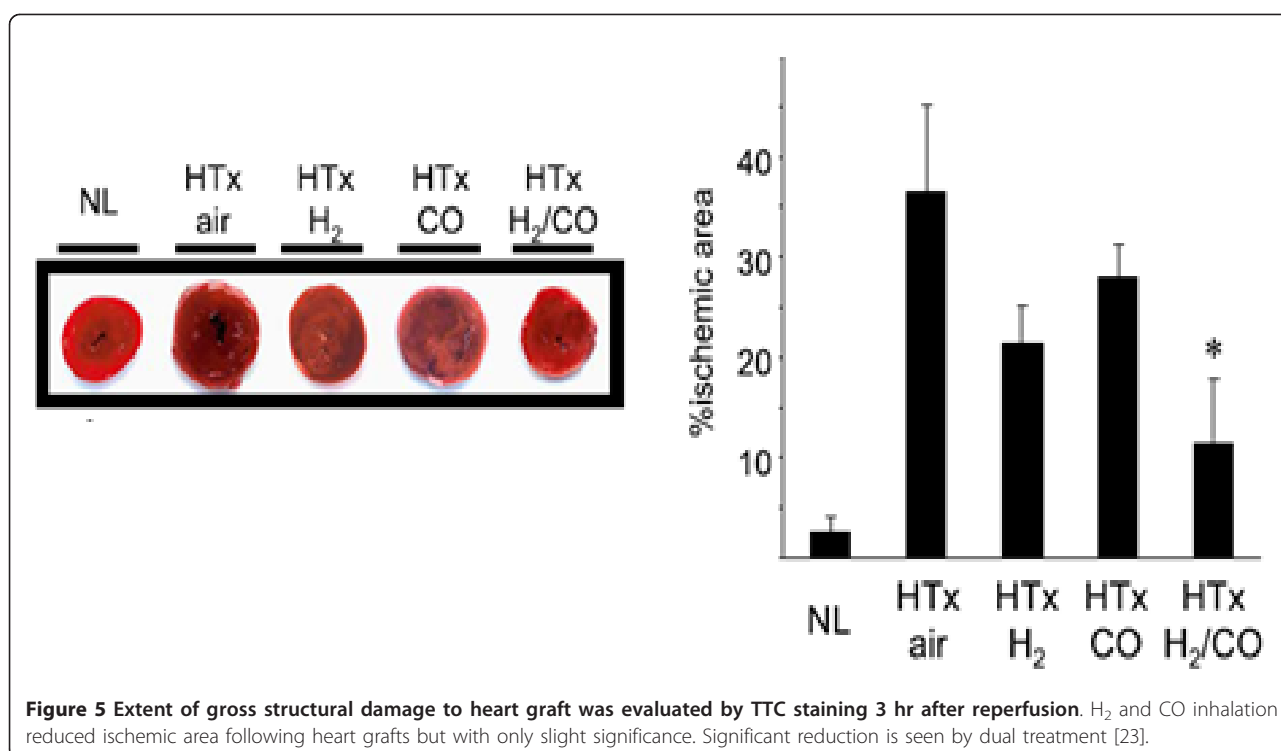 NL
HTx
air
HTx
H₂
HTx
CO
HTx
H₂/CO
%ischemic area
40
30
20
10
*
NL
HTx
air
HTx
H₂
HTx
CO
HTx
H₂/CO
Figure 5 Extent of gross structural damage to heart graft was evaluated by TTC staining 3 hr after reperfusion. H₂ and CO inhalation
reduced ischemic area following heart grafts but with only slight significance. Significant reduction is seen by dual treatment [23].